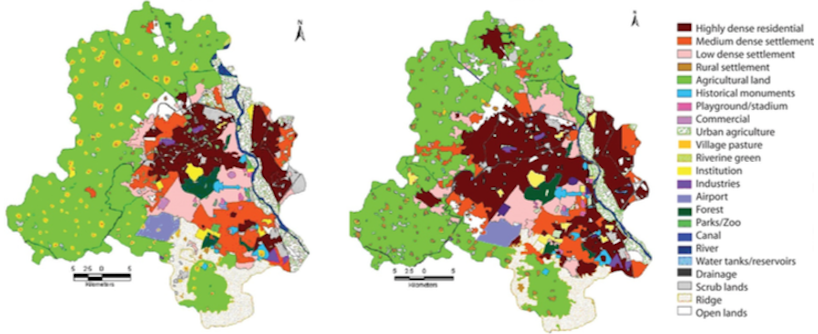 N
Highly dense residential
Medium dense settlement
Low dense settlement
Rural settlement
Agricultural land
Historical monuments
Playground/stadium
Commercial
Urban agriculture
Village pasture
Riverine green
Institution
Industries
Airport
Forest
Parks/Zoo
Canal
River
Water tanks/reservoirs
Drainage
Scrub lands
Ridge
Open lands
5 2.5 0 5
Kilometers
5 2.5 0 5
Kilometers